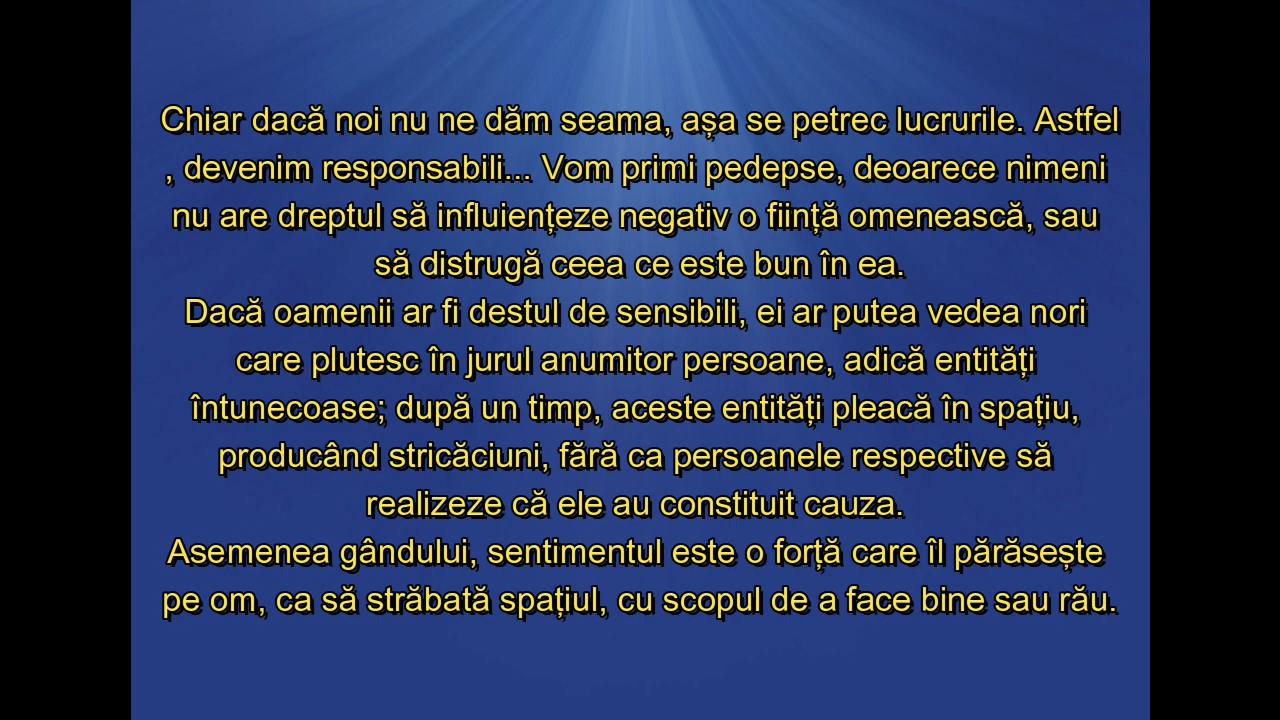 Chiar dacă noi nu ne dăm seama, așa se petrec lucrurile. Astfel
, devenim responsabili... Vom primi pedepse, deoarece nimeni
nu are dreptul să influiențeze negativ o ființă omenească, sau
să distrugă ceea ce este bun în ea.
Dacă oamenii ar fi destul de sensibili, ei ar putea vedea nori
care plutesc în jurul anumitor persoane, adică entități
întunecoase; după un timp, aceste entități pleacă în spațiu,
producând stricăciuni, fără ca persoanele respective să
realizeze că ele au constituit cauza.
Asemenea gândului, sentimentul este o forță care îl părăsește
pe om, ca să străbată spațiul, cu scopul de a face bine sau rău.